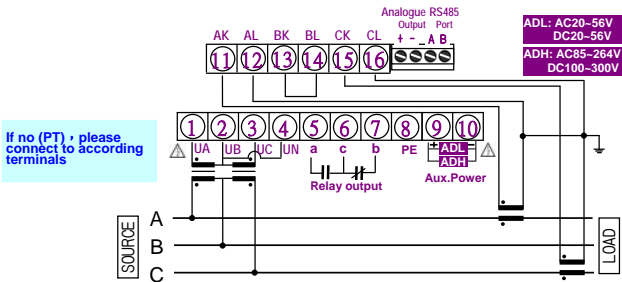 Analogue RS485
Output Port
+ - _ A B
ADL: AC20~56V
DC20~56V
ADH: AC85~264V
DC100~300V
AK AL BK BL CK CL
11 12 13 14 15 16
If no (PT), please
connect to according
terminals
1 2 3 4 5 6 7 8 9 10
UA UB UC UN a c b PE + ADL −
ADH
Relay output
Aux.Power
SOURCE
A
B
C
LOAD